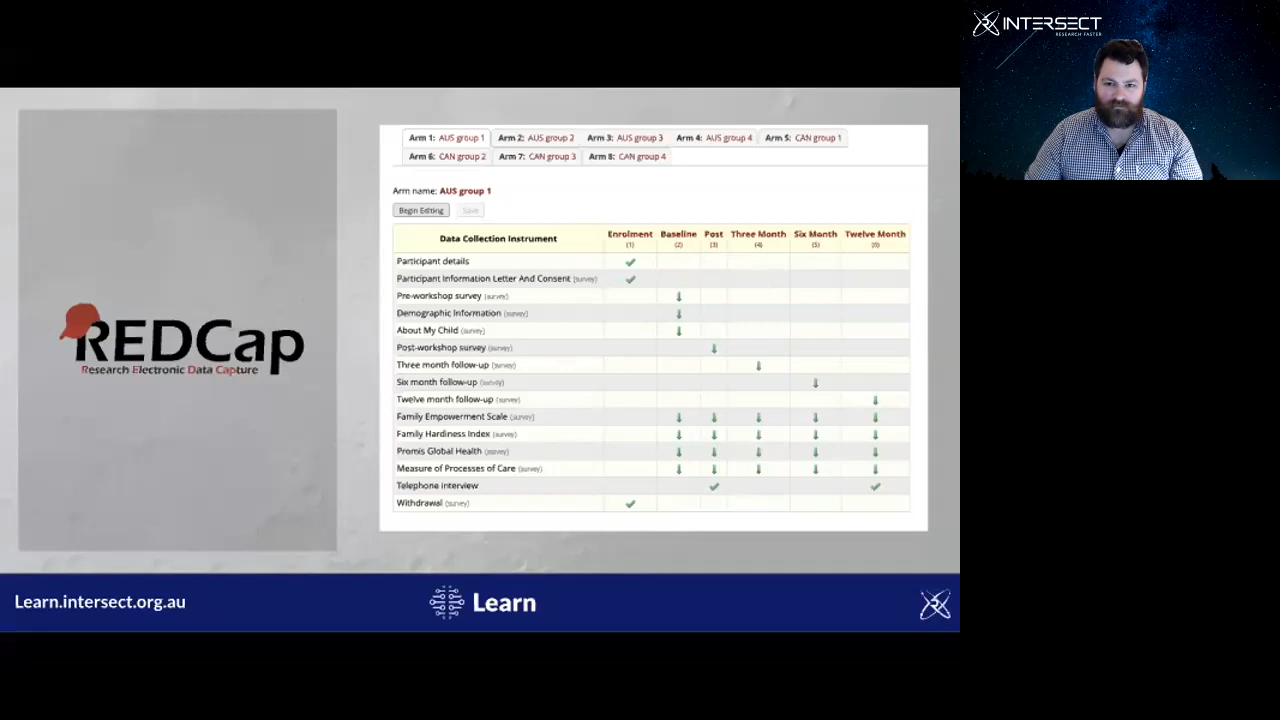 INTERSECT
RESEARCH FASTER
Arm 1: AUS group 1 Arm 2: AUS group 2 Arm 3: AUS group 3 Arm 4: AUS group 4 Arm 5: CAN group 1
Arm 6: CAN group 2 Arm 7: CAN group 3 Arm 8: CAN group 4
Arm name: AUS group 1
Begin Editing Save
Data Collection Instrument Enrolment (1) Baseline (2) Post (3) Three Month (4) Six Month (5) Twelve Month (6)
Participant details
Participant Information Letter And Consent (survey)
Pre-workshop survey (survey)
Demographic Information (survey)
About My Child (survey)
Post-workshop survey (survey)
Three month follow-up (survey)
Six month follow-up (survey)
Twelve month follow-up (survey)
Family Empowerment Scale (survey)
Family Hardiness Index (survey)
Promis Global Health (survey)
Measure of Processes of Care (survey)
Telephone interview
Withdrawal (survey)
REDCap
Research Electronic Data Capture
Learn.intersect.org.au
Learn